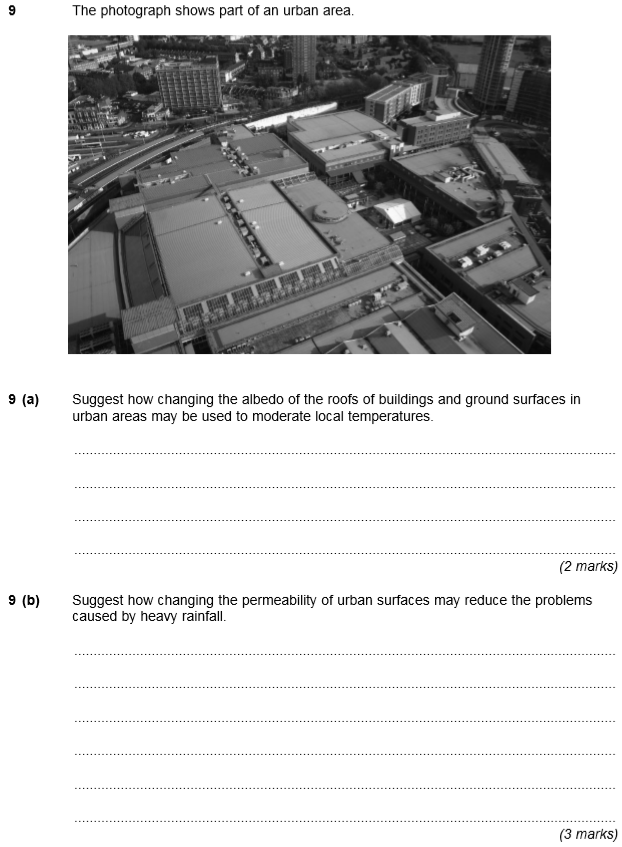 9 The photograph shows part of an urban area.
9 (a) Suggest how changing the albedo of the roofs of buildings and ground surfaces in
urban areas may be used to moderate local temperatures.
(2 marks)
9 (b) Suggest how changing the permeability of urban surfaces may reduce the problems
caused by heavy rainfall.
(3 marks)